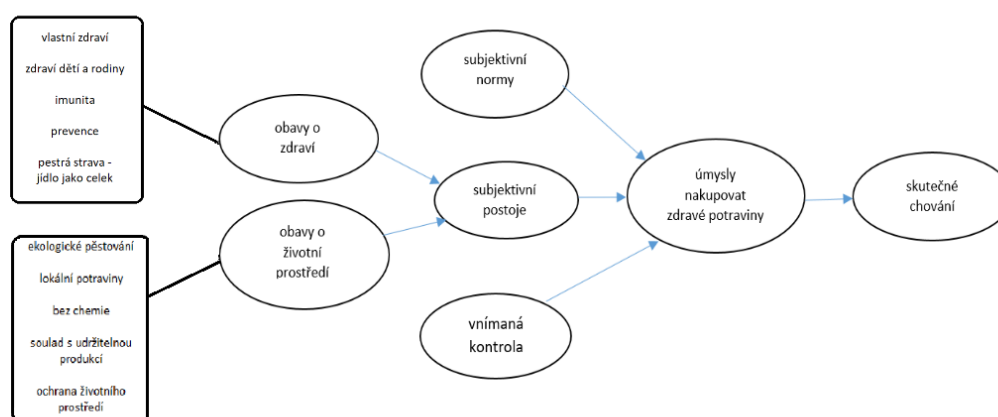 vlastní zdraví
zdraví dětí a rodiny
imunita
prevence
pestrá strava -
jídlo jako celek
ekologické pěstování
lokální potraviny
bez chemie
soulad s udržitelnou
produkcí
ochrana životního
prostředí
obavy o
zdraví
obavy o
životní
prostředí
subjektivní
normy
subjektivní
postoje
vnímaná
kontrola
úmysly
nakupovat
zdravé potraviny
skutečné
chování